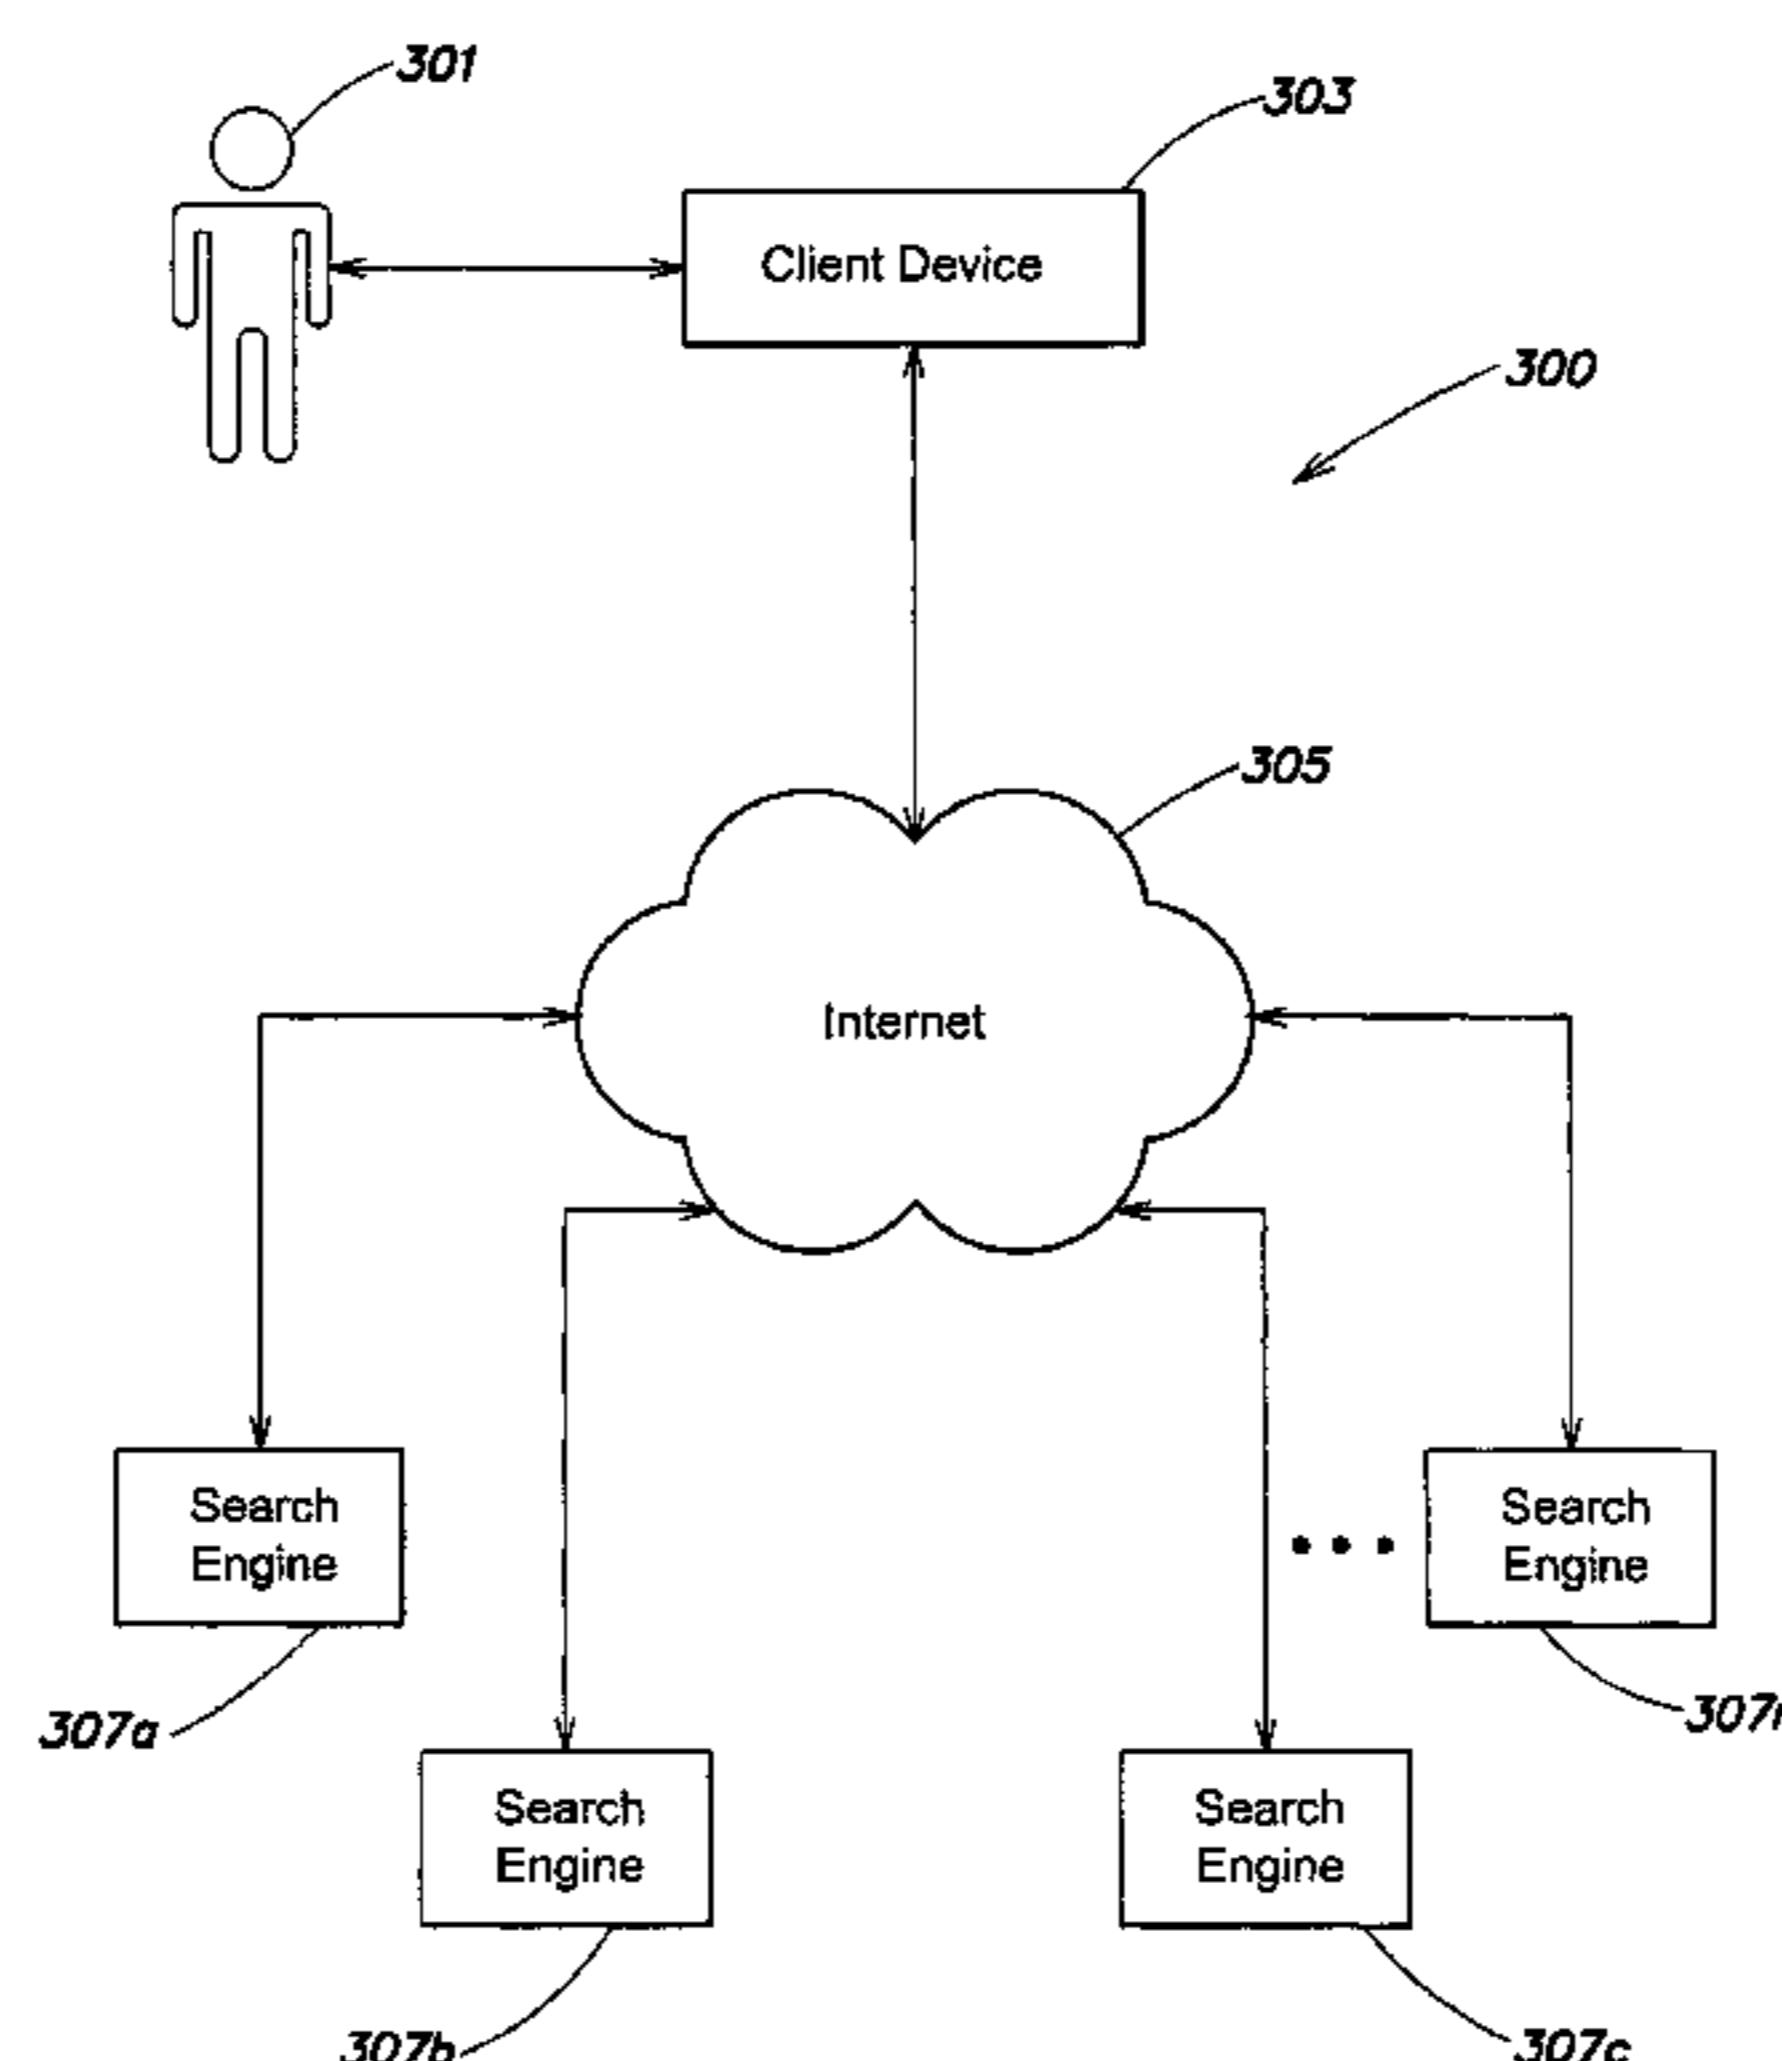 301
303
Client Device
300
305
Internet
Search
Engine
Search
Engine
307a
Search
Engine
Search
Engine
307b
307c